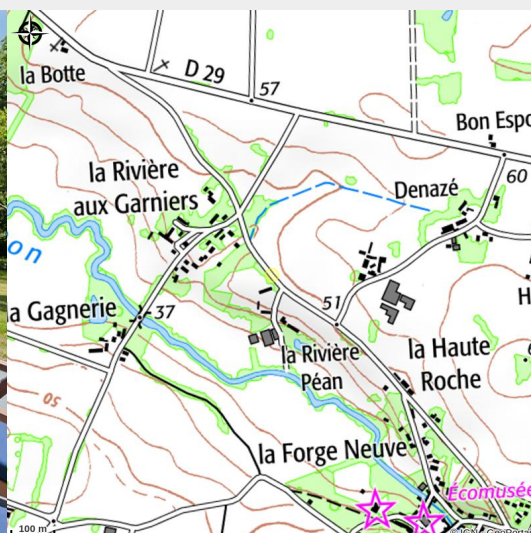 la Botte
D 29
57
Bon Espo
la Rivière
aux Garniers
Denazé
60
on
a Gagnerie
37
51
H
la Rivière
Péan
la Haute
Roche
50
la Forge Neuve
Écomusée
100 m